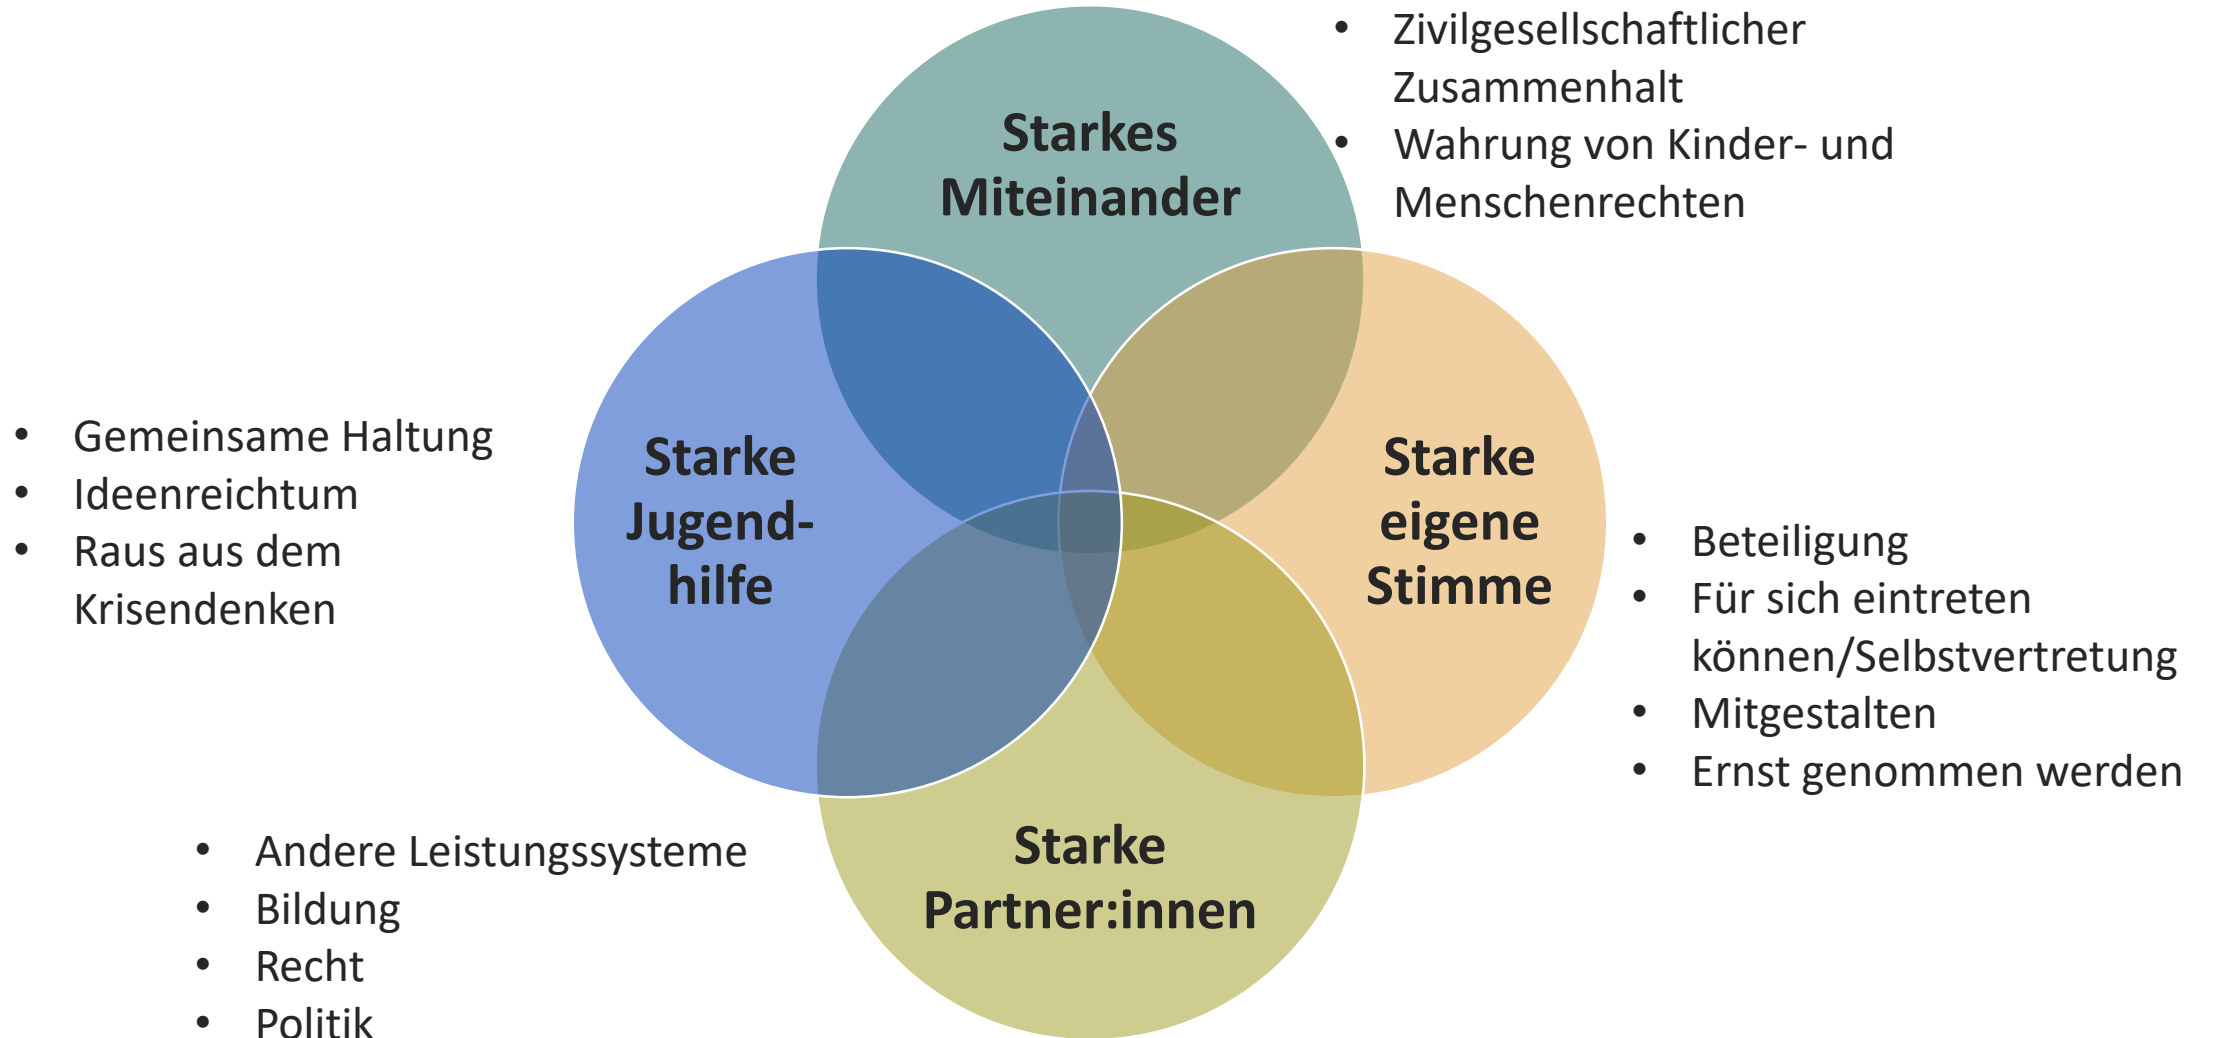 Starkes
Miteinander
• Zivilgesellschaftlicher
Zusammenhalt
• Wahrung von Kinder- und
Menschenrechten
• Gemeinsame Haltung
• Ideenreichtum
• Raus aus dem
Krisendenken
Starke
Jugend-
hilfe
Starke
eigene
Stimme
• Beteiligung
• Für sich eintreten
können/Selbstvertretung
• Mitgestalten
• Ernst genommen werden
• Andere Leistungssysteme
• Bildung
• Recht
• Politik
Starke
Partner:innen